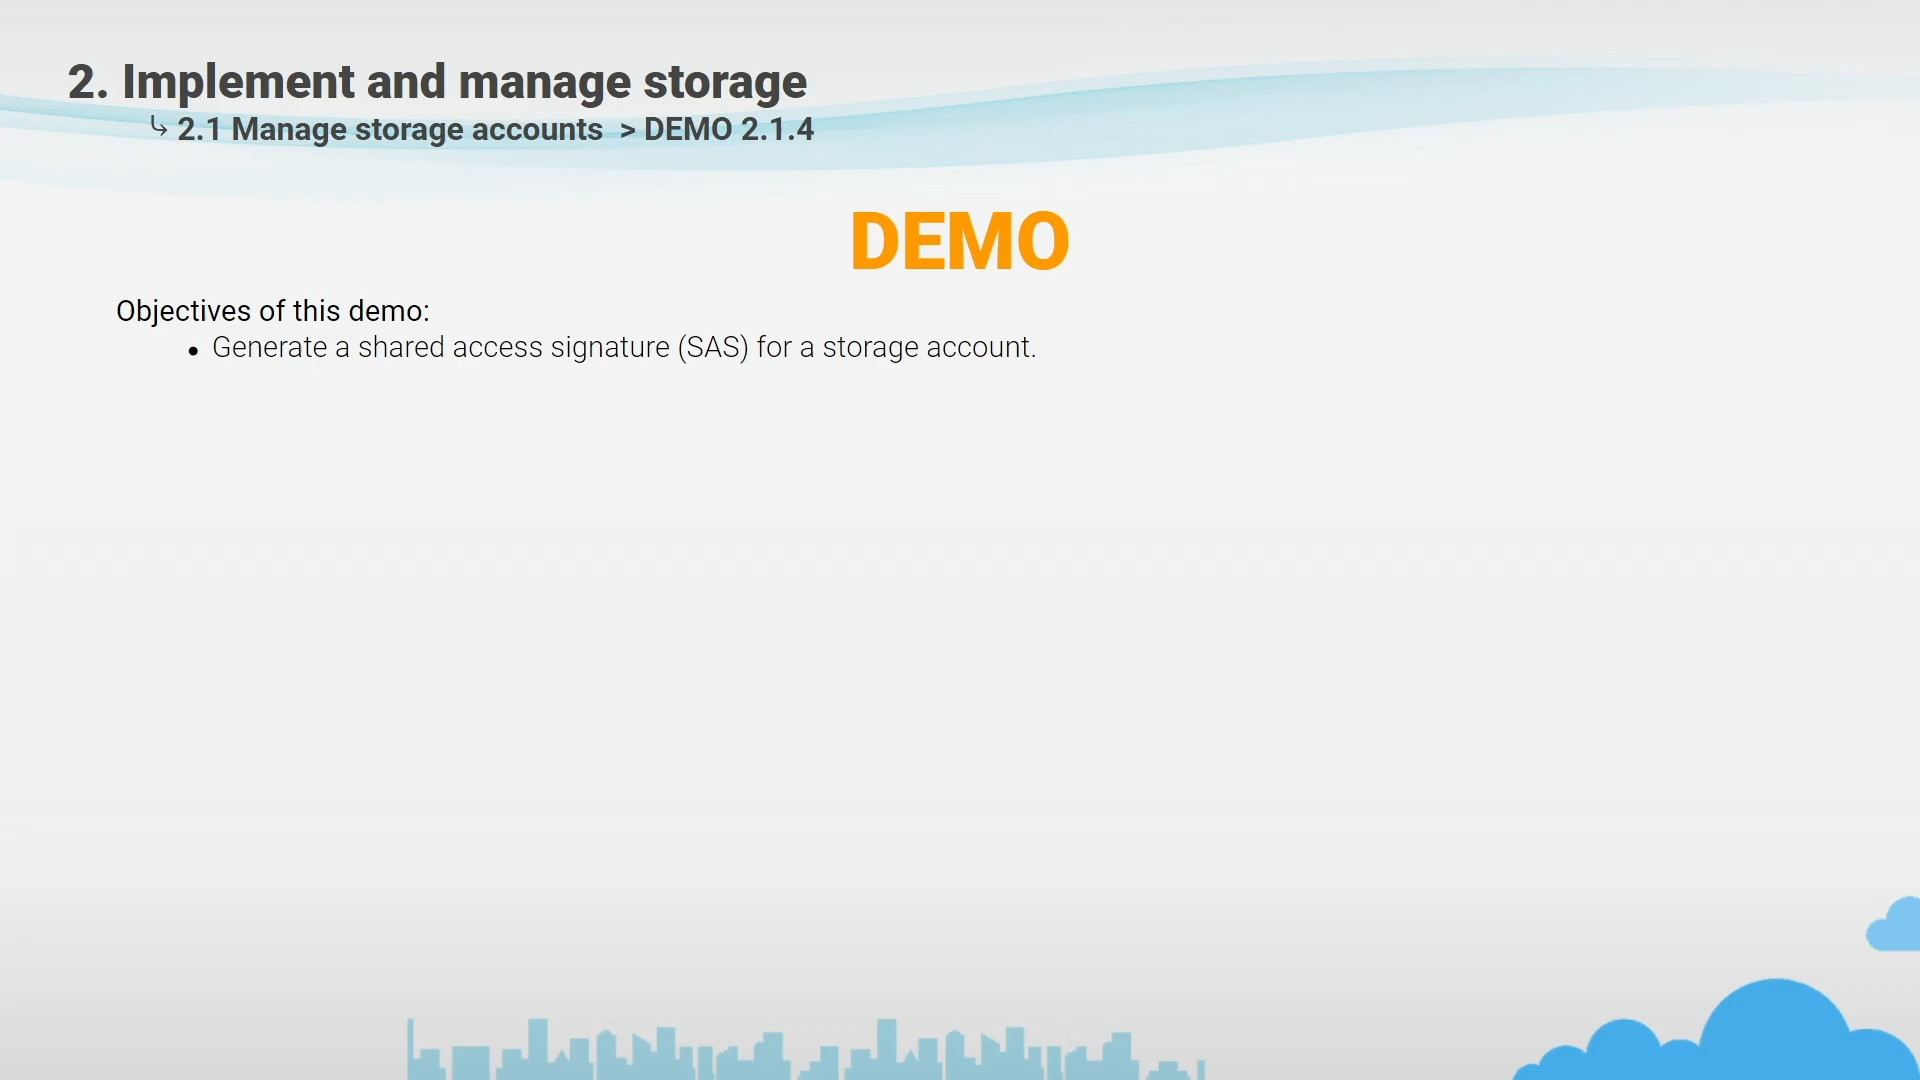 2. Implement and manage storage
⤷ 2.1 Manage storage accounts > DEMO 2.1.4
DEMO
Objectives of this demo:
● Generate a shared access signature (SAS) for a storage account.